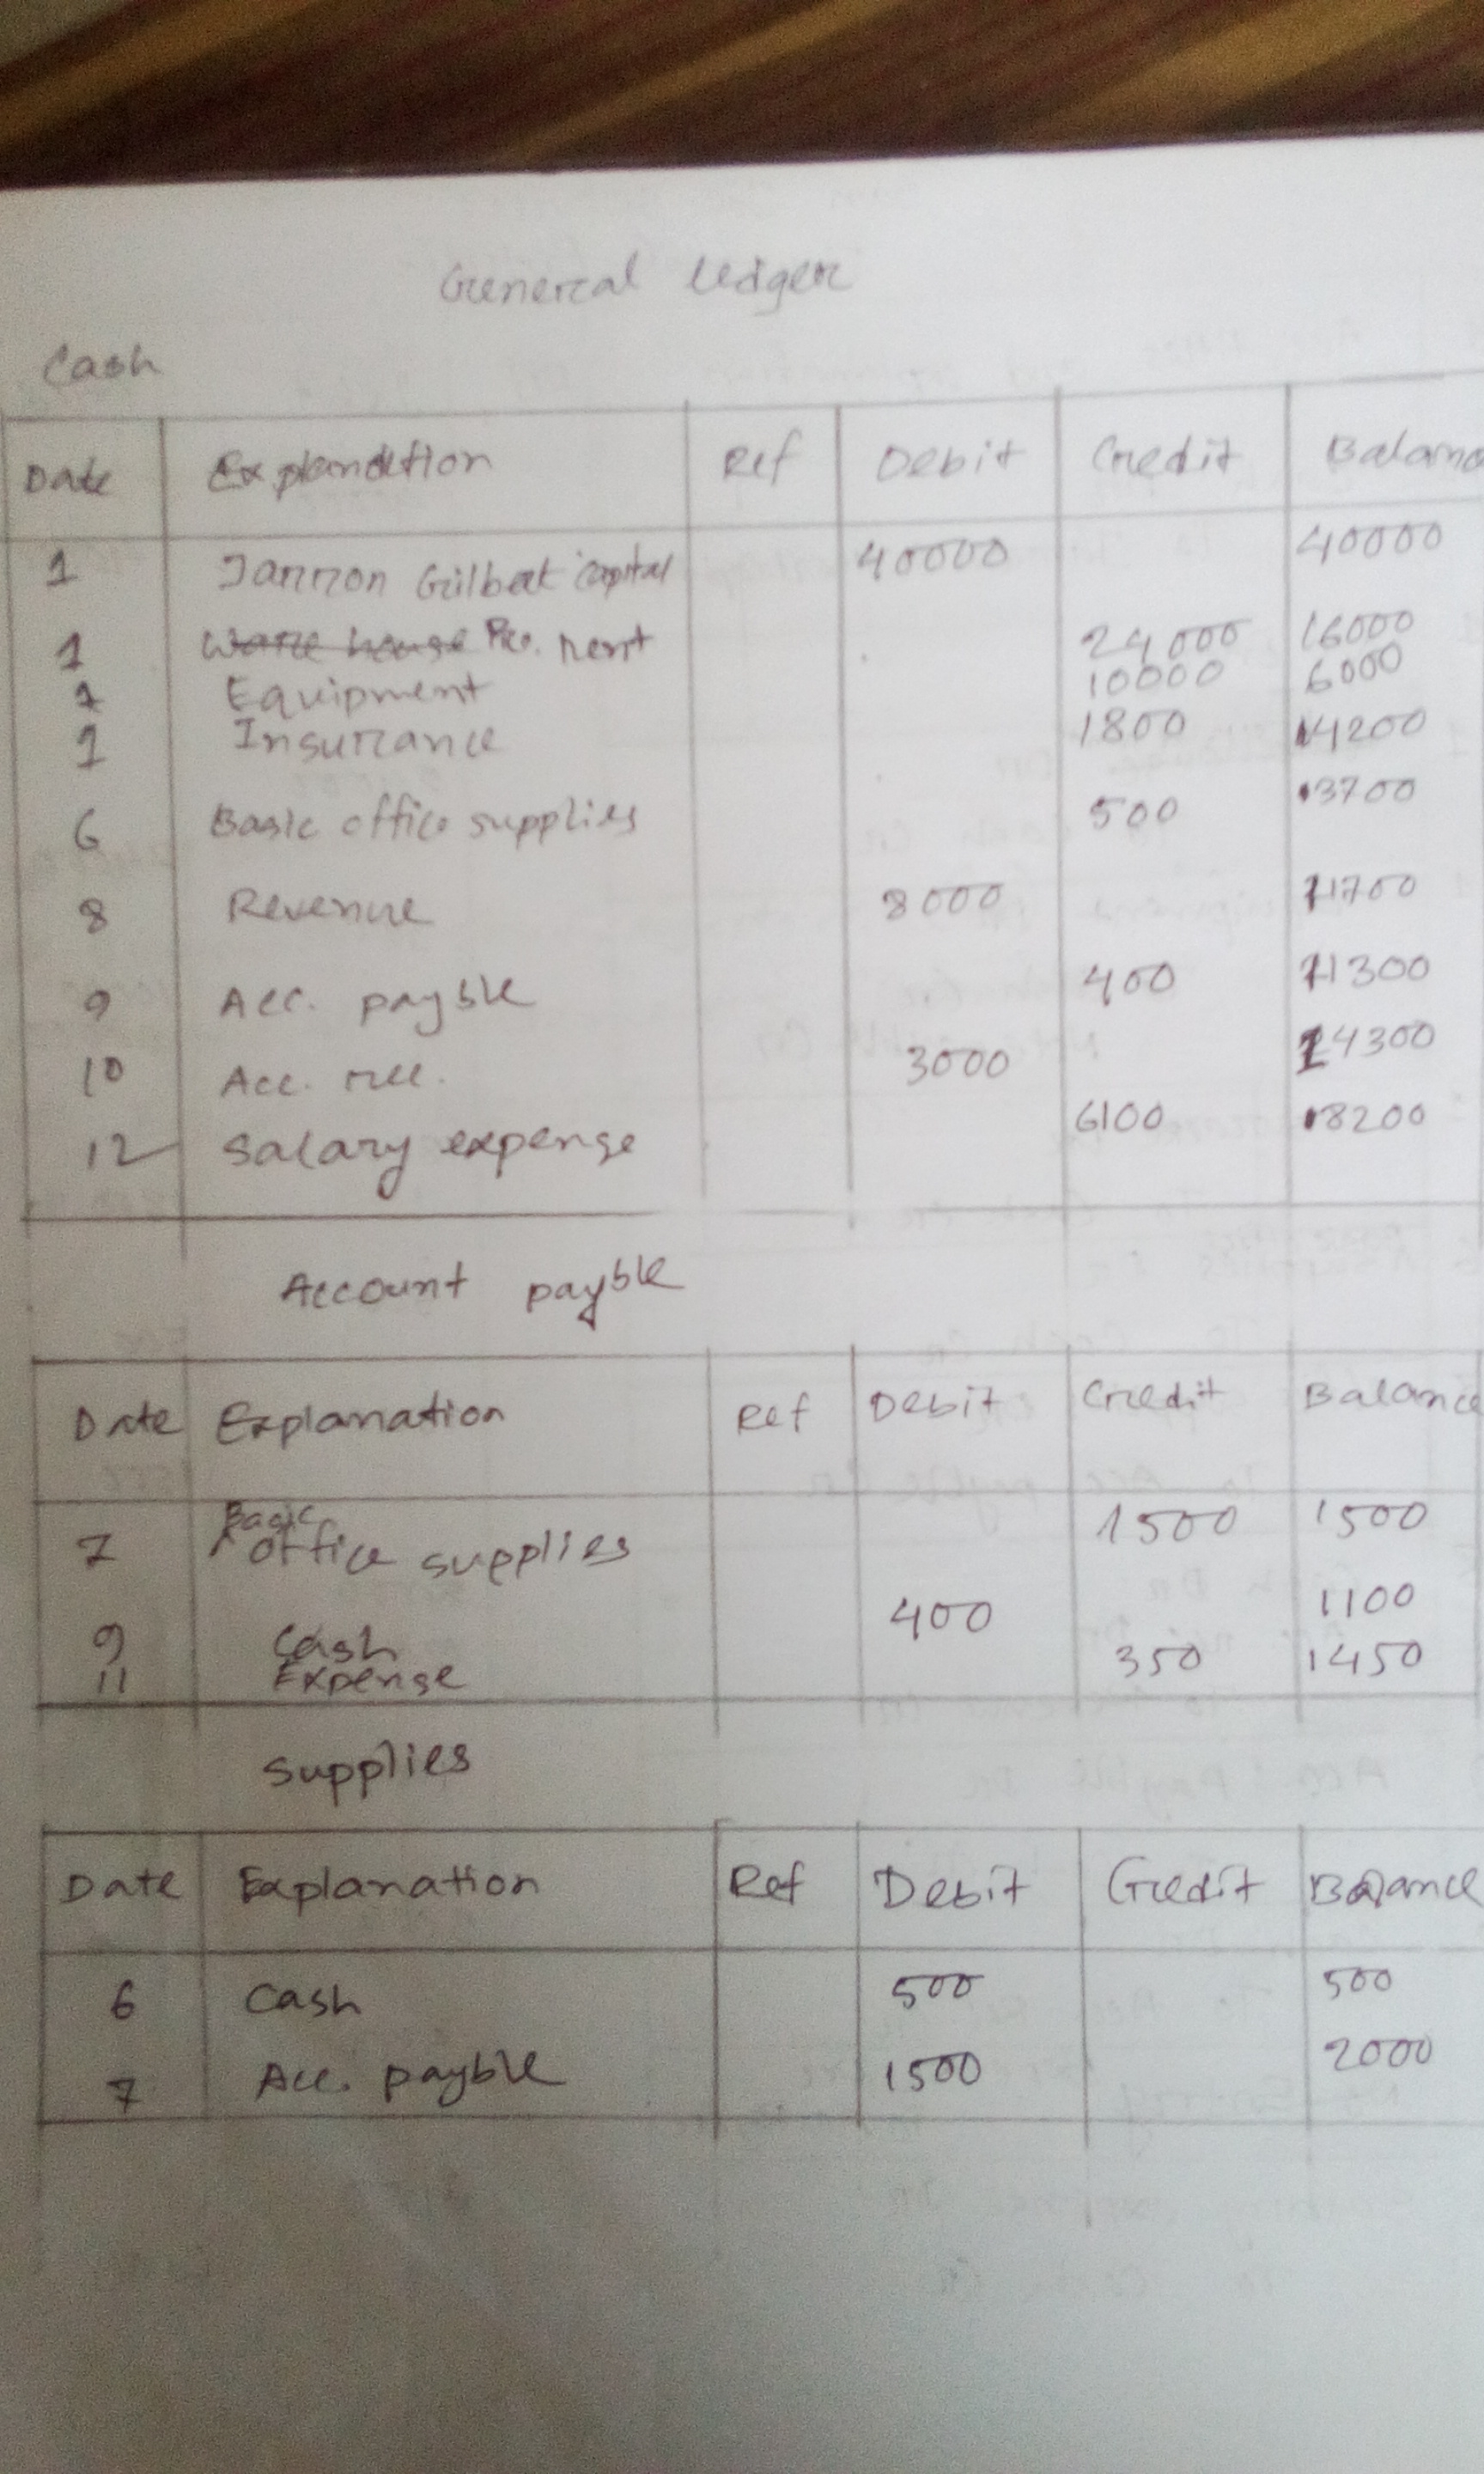 General ledger
Cash
Date Explandtion Ref Debit Credit Balanc
1 Jannon Gilbert capital 40000 40000
1 Ware house Pre. rent 24000 16000
1 Equipment 10000 6000
1 Insurance 1800 4200
6 Basic office supplies 500 3700
8 Revenue 8000 11700
9 Acc. payble 400 11300
10 Acc. rec. 3000 14300
12 Salary expense 6100 8200
Account payble
Date Explanation Ref Debit Credit Balance
7 Basic office supplies 1500 1500
9 Cash 400 1100
11 Expense 350 1450
Supplies
Date Explanation Ref Debit Credit Balance
6 Cash 500 500
7 Acc. payble 1500 2000